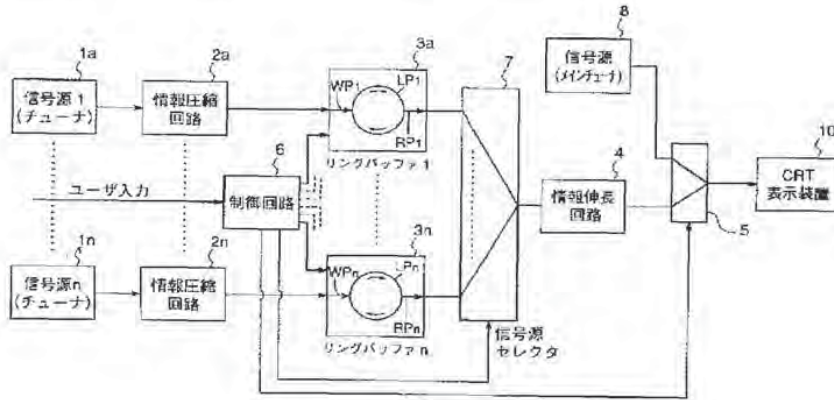 1a
信号源 1
(チューナ)
2a
情報圧縮
回路
3a
WP1
LP1
RP1
リングバッファ 1
7
8
信号源
(メインチューナ)
6
制御回路
ユーザ入力
4
情報伸長
回路
5
10
CRT
表示装置
1n
信号源n
(チューナ)
2n
情報圧縮
回路
3n
WPn
LPn
RPn
リングバッファ n
信号源
セレクタ